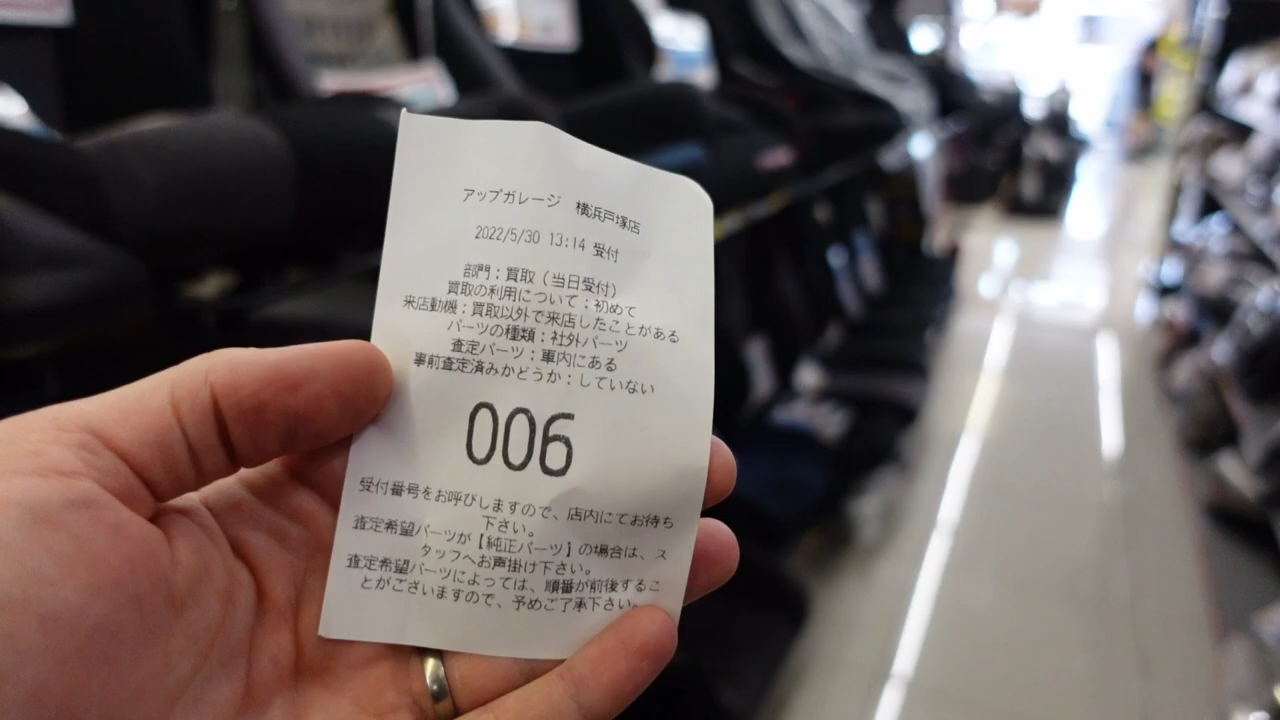 アップガレージ 横浜戸塚店
2022/5/30 13:14 受付
部門：買取（当日受付）
買取の利用について：初めて
来店動機：買取以外で来店したことがある
パーツの種類：社外パーツ
査定パーツ：車内にある
事前査定済みかどうか：していない
006
受付番号をお呼びしますので、店内にてお待ち
下さい。
査定希望パーツが【純正パーツ】の場合は、ス
タッフへお声掛け下さい。
査定希望パーツによっては、順番が前後するこ
とがございますので、予めご了承下さい。